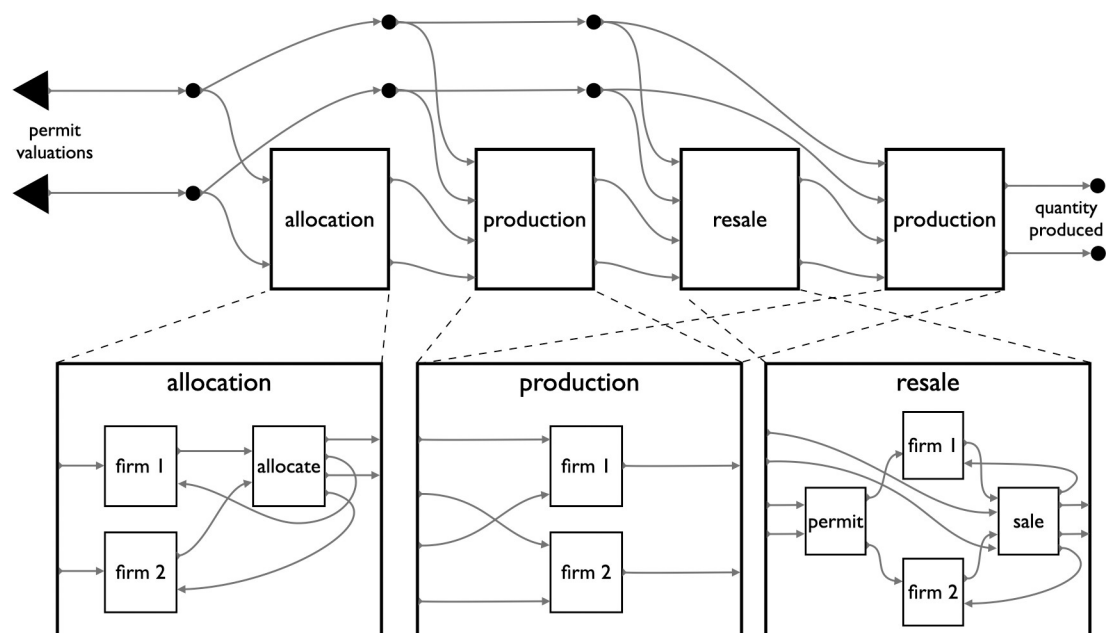 permit
valuations
allocation
production
resale
production
quantity
produced
allocation
firm 1
allocate
firm 2
production
firm 1
firm 2
resale
firm 1
permit
sale
firm 2